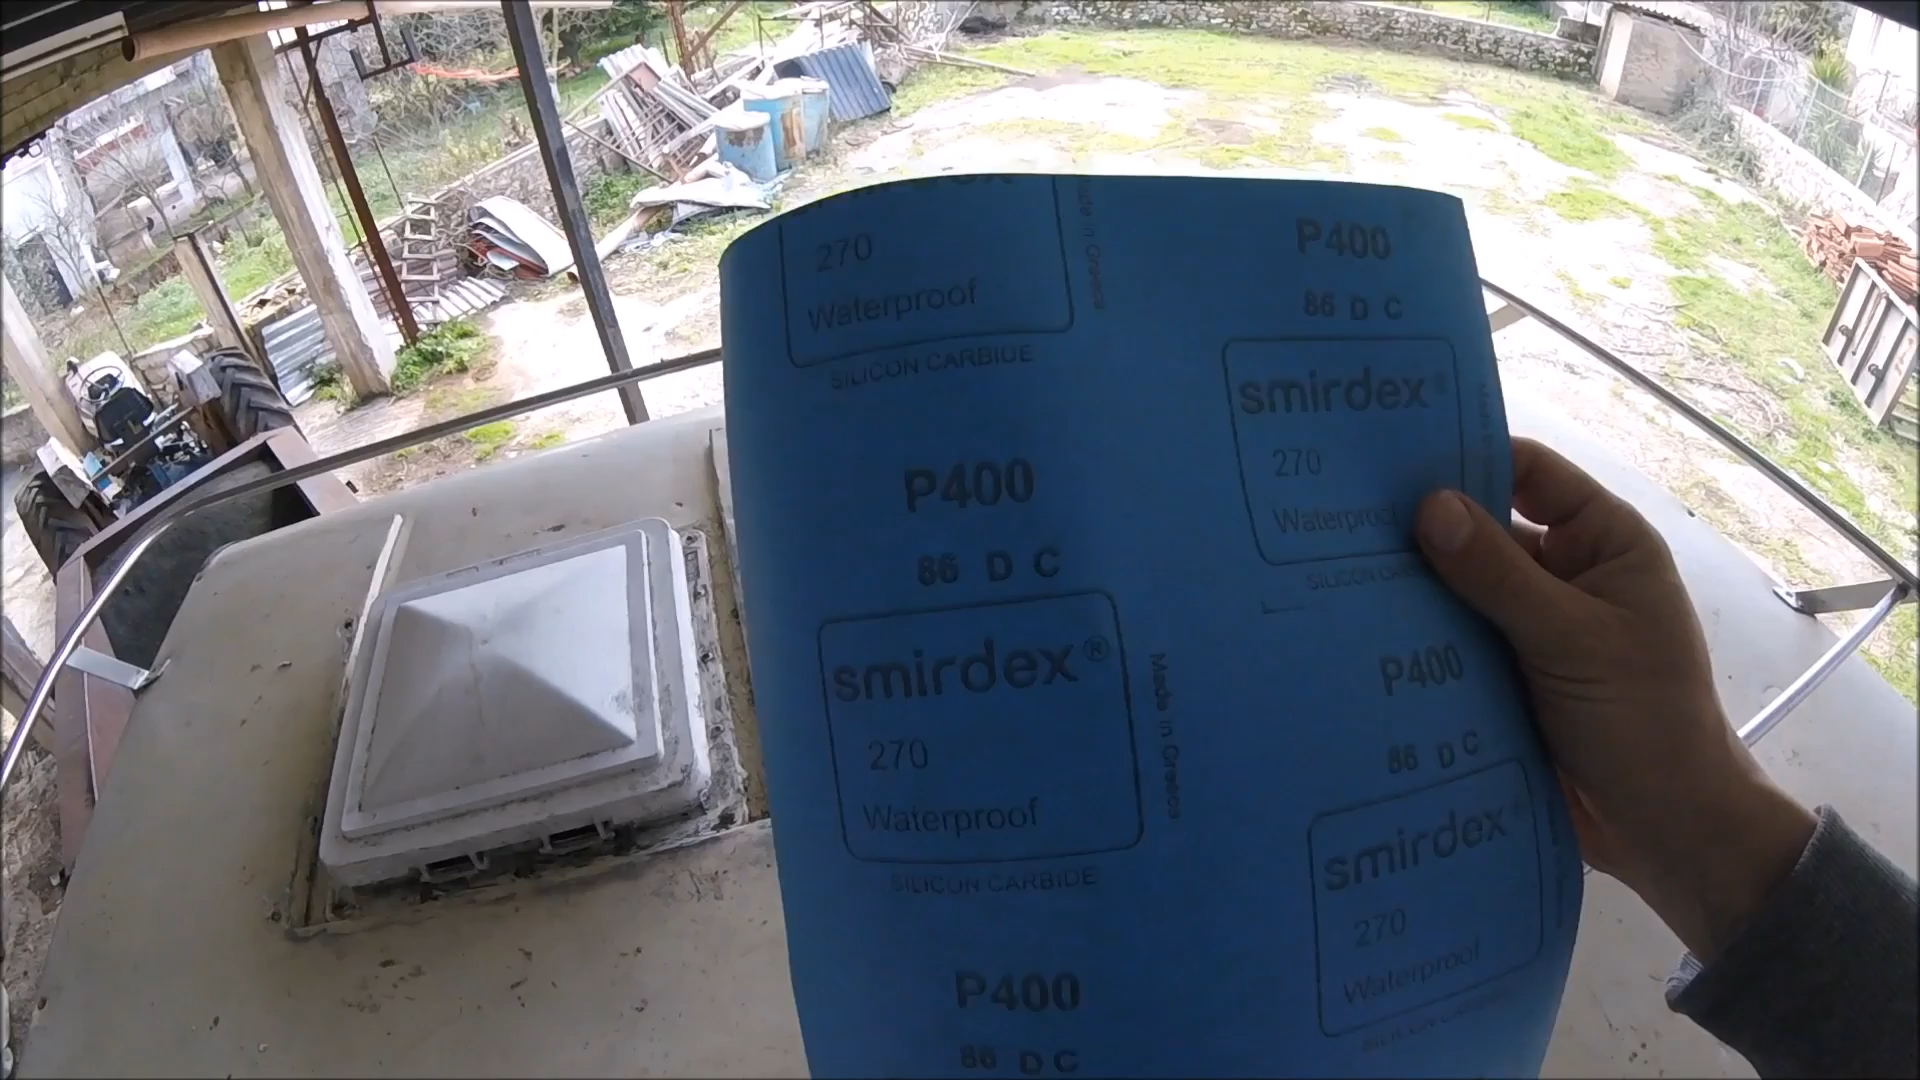 270
Waterproof
SILICON CARBIDE
Made in Greece
P400
86 D C
smirdex®
270
Waterproof
SILICON CARBIDE
Made in Greece
P400
86 D C
P400
86 D C
smirdex®
270
Waterproof
SILICON
P400
86 D C
smirdex®
270
Waterproof
SILICON